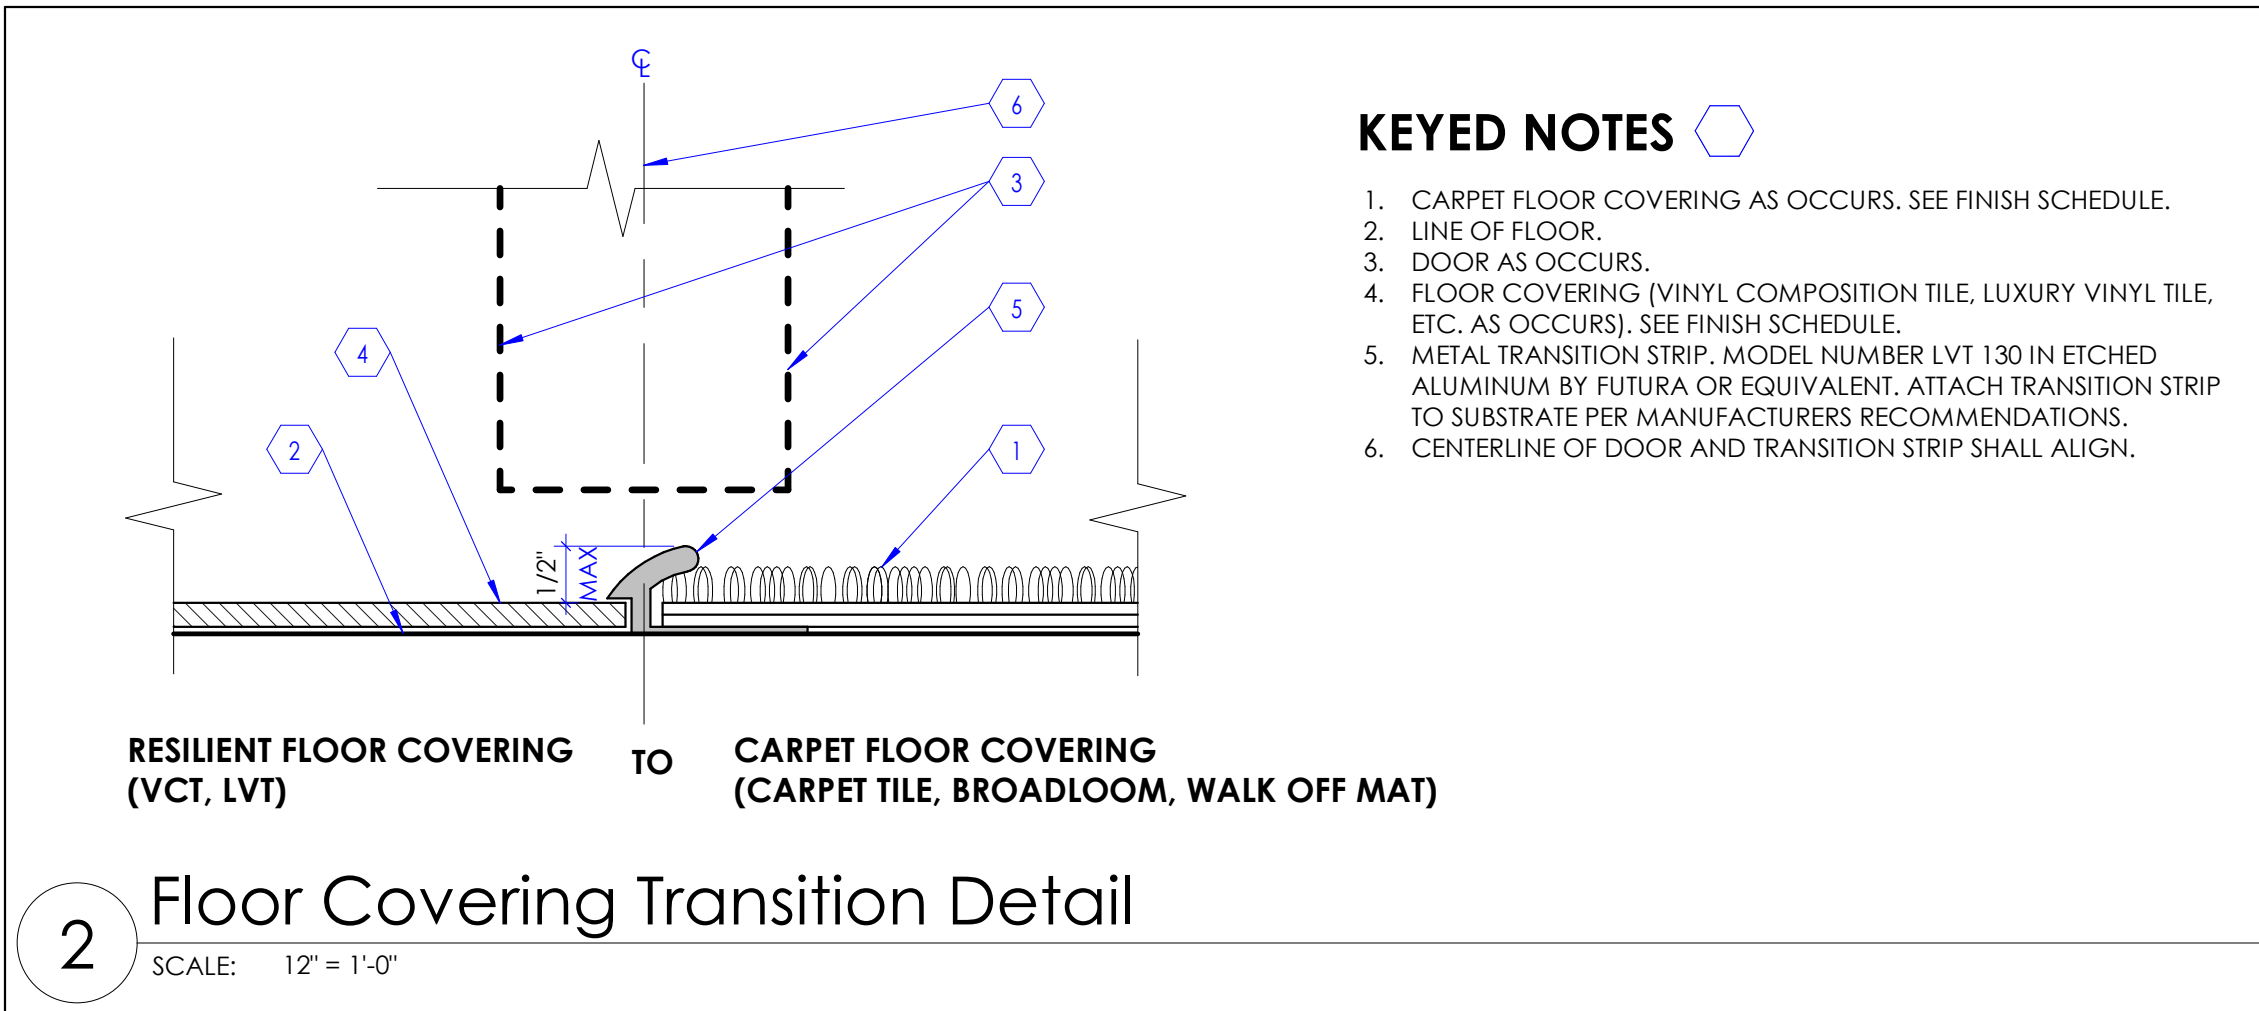 ℄
6
3
5
4
2
1
1/2"
MAX
KEYED NOTES
1. CARPET FLOOR COVERING AS OCCURS. SEE FINISH SCHEDULE.
2. LINE OF FLOOR.
3. DOOR AS OCCURS.
4. FLOOR COVERING (VINYL COMPOSITION TILE, LUXURY VINYL TILE,
ETC. AS OCCURS). SEE FINISH SCHEDULE.
5. METAL TRANSITION STRIP. MODEL NUMBER LVT 130 IN ETCHED
ALUMINUM BY FUTURA OR EQUIVALENT. ATTACH TRANSITION STRIP
TO SUBSTRATE PER MANUFACTURERS RECOMMENDATIONS.
6. CENTERLINE OF DOOR AND TRANSITION STRIP SHALL ALIGN.
RESILIENT FLOOR COVERING
(VCT, LVT)
TO
CARPET FLOOR COVERING
(CARPET TILE, BROADLOOM, WALK OFF MAT)
2
Floor Covering Transition Detail
SCALE: 12" = 1'-0"